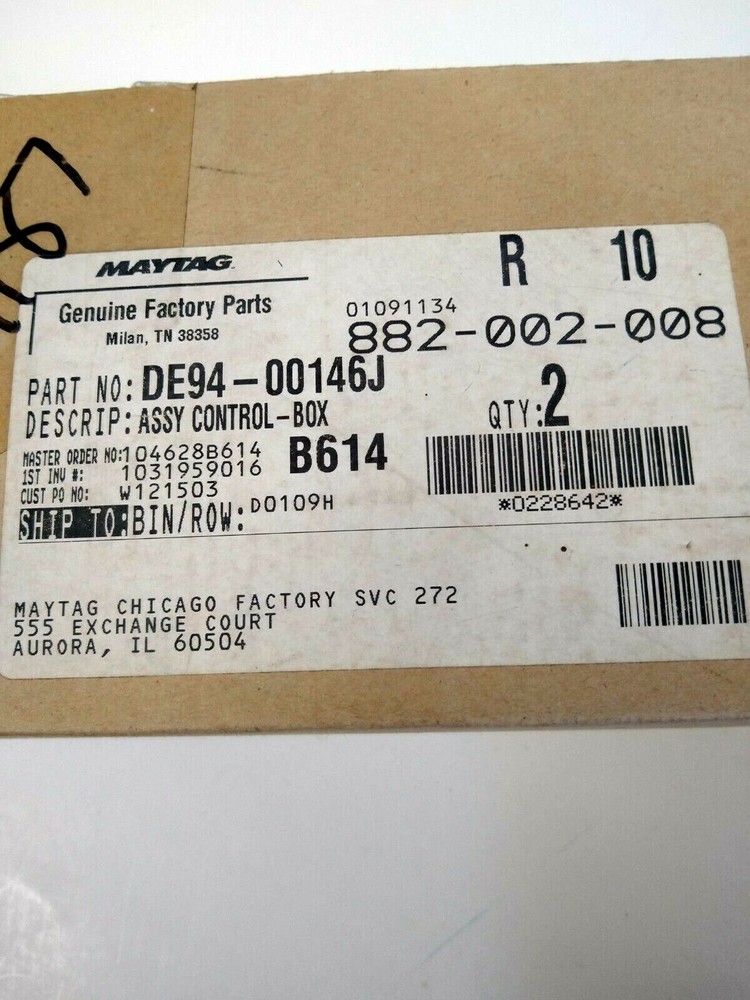 MAYTAG
R 10
Genuine Factory Parts
Milan, TN 38358
01091134
882-002-008
PART NO: DE94-00146J
DESCRIP: ASSY CONTROL-BOX
QTY: 2
MASTER ORDER NO: 104628B614
1ST INV #: 1031959016
CUST PO NO: W121503
B614
*0228642*
SHIP TO: BIN/ROW: D0109H
MAYTAG CHICAGO FACTORY SVC 272
555 EXCHANGE COURT
AURORA, IL 60504